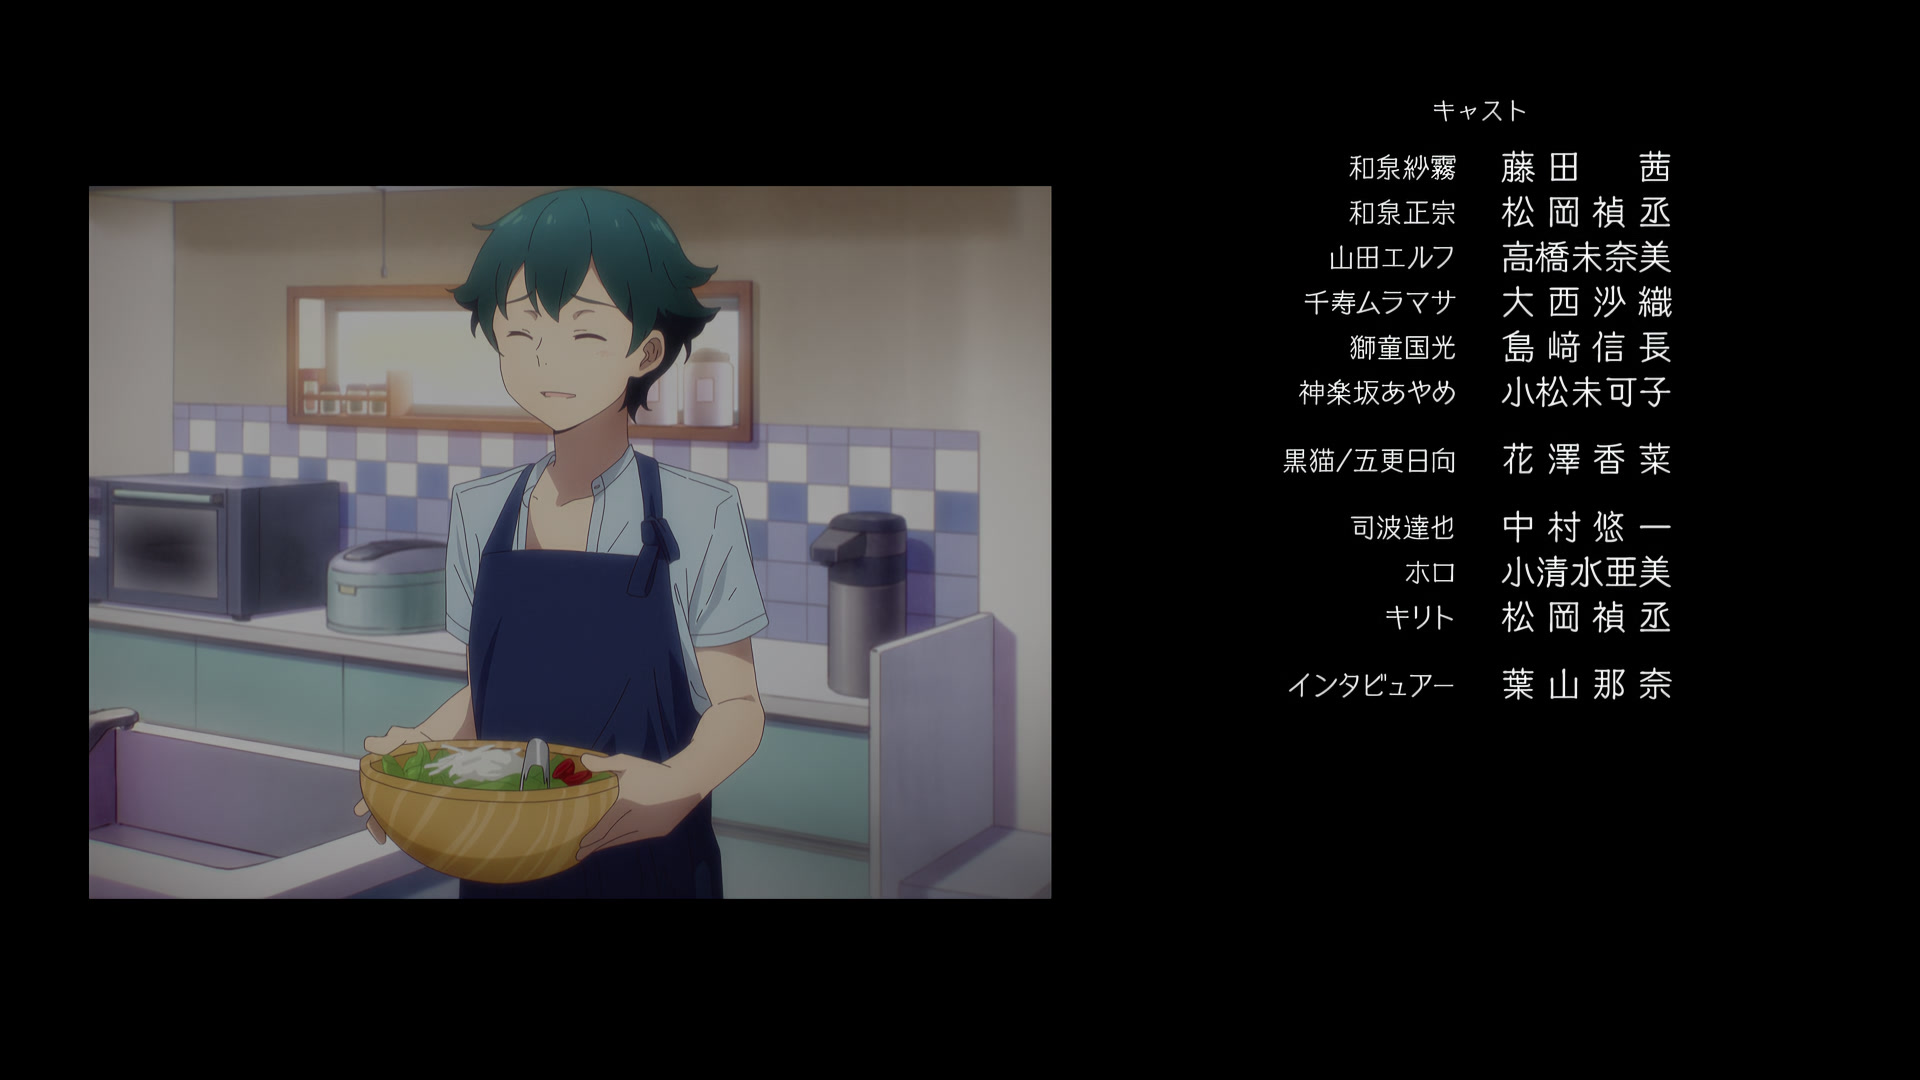 キャスト
和泉紗霧 藤田 茜
和泉正宗 松岡禎丞
山田エルフ 高橋未奈美
千寿ムラマサ 大西沙織
獅童国光 島﨑信長
神楽坂あやめ 小松未可子
黒猫/五更日向 花澤香菜
司波達也 中村悠一
ホロ 小清水亜美
キリト 松岡禎丞
インタビュアー 葉山那奈